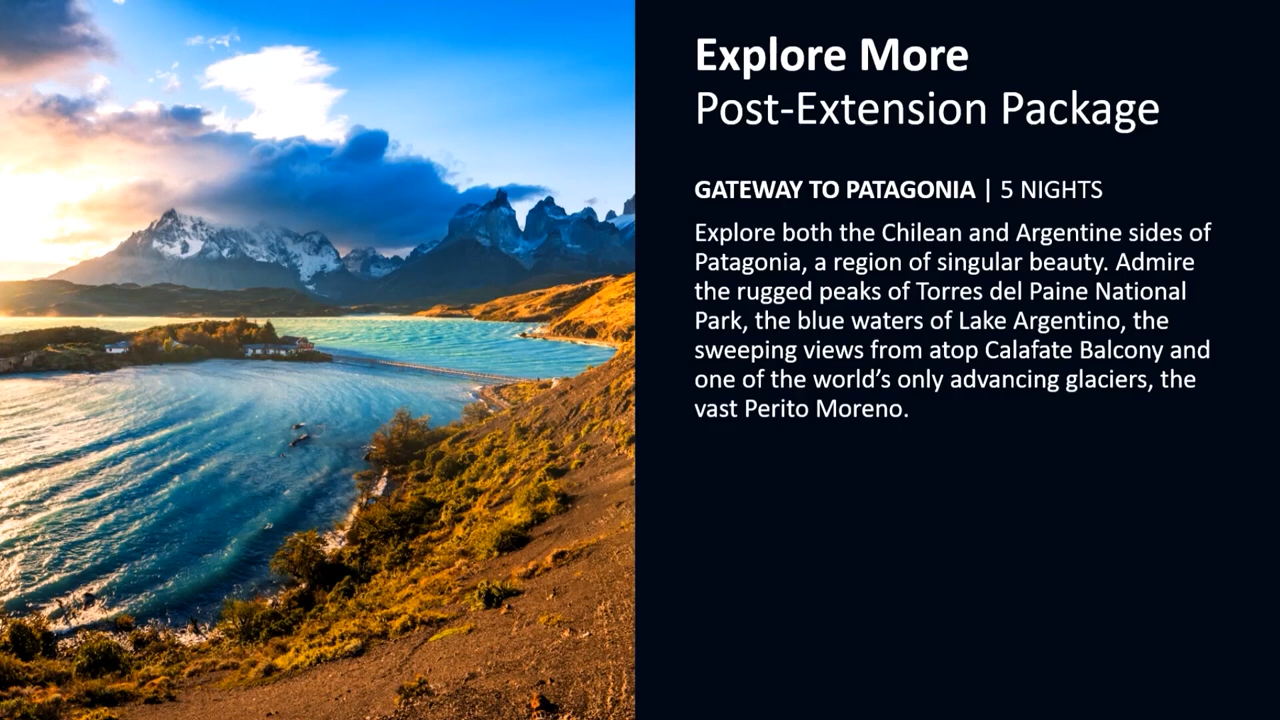 Explore More
Post-Extension Package
GATEWAY TO PATAGONIA | 5 NIGHTS
Explore both the Chilean and Argentine sides of
Patagonia, a region of singular beauty. Admire
the rugged peaks of Torres del Paine National
Park, the blue waters of Lake Argentino, the
sweeping views from atop Calafate Balcony and
one of the world’s only advancing glaciers, the
vast Perito Moreno.